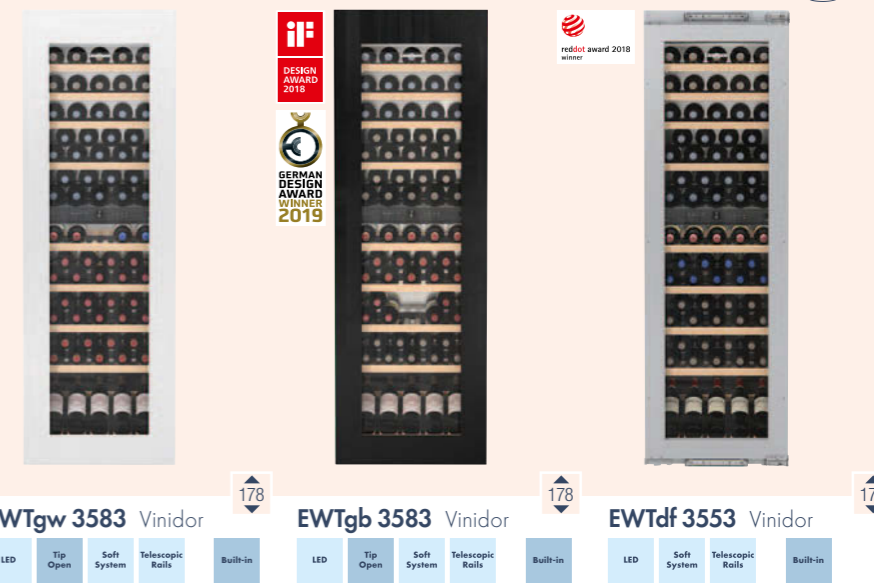 iF
DESIGN
AWARD
2018
GERMAN
DESIGN
AWARD
WINNER
2019
reddot award 2018
winner
178
178
17
WTgw 3583 Vinidor
EWTgb 3583 Vinidor
EWTdf 3553 Vinidor
LED
Tip
Open
Soft
System
Telescopic
Rails
Built-in
LED
Tip
Open
Soft
System
Telescopic
Rails
Built-in
LED
Soft
System
Telescopic
Rails
Built-in